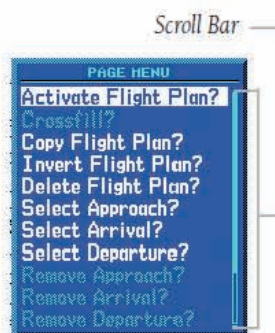 Scroll Bar
PAGE MENU
Activate Flight Plan?
Crossfill?
Copy Flight Plan?
Invert Flight Plan?
Delete Flight Plan?
Select Approach?
Select Arrival?
Select Departure?
Remove Approach?
Remove Arrival?
Remove Departure?